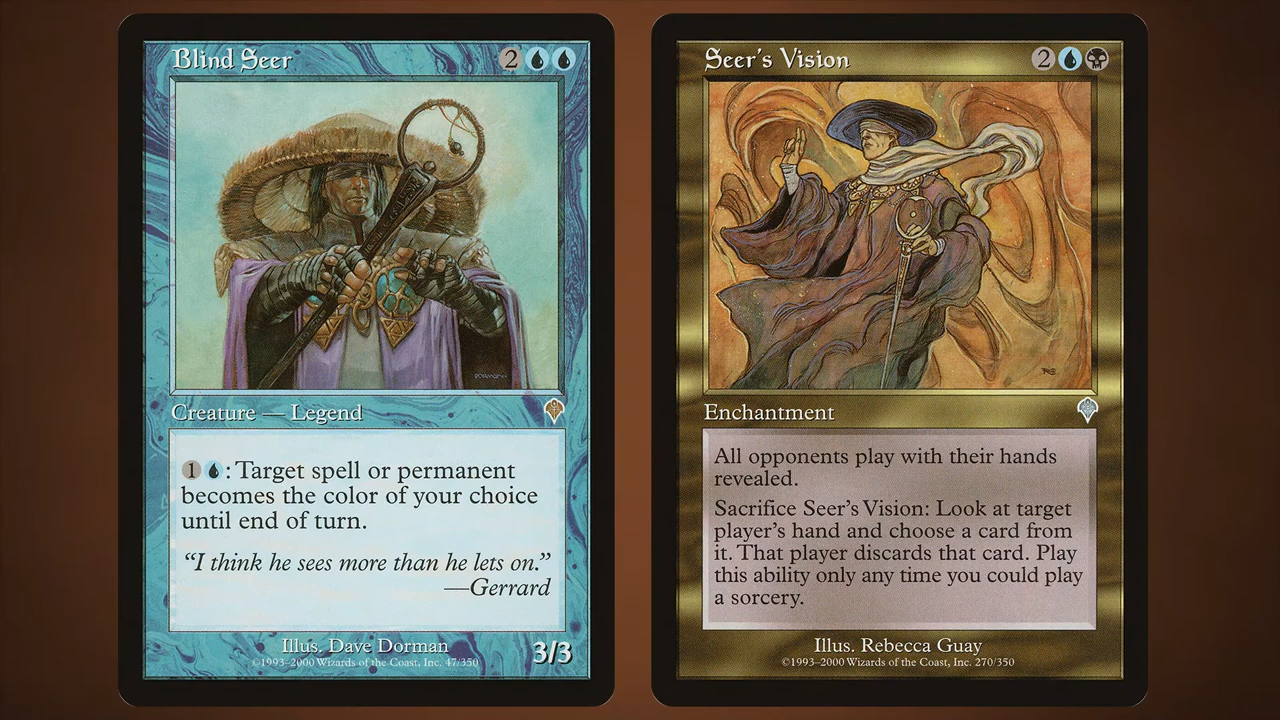 Blind Seer
2
Creature — Legend
1 : Target spell or permanent
becomes the color of your choice
until end of turn.
“I think he sees more than he lets on.”
—Gerrard
Illus. Dave Dorman
©1993–2000 Wizards of the Coast, Inc. 47/350
3/3
Seer's Vision
2
Enchantment
All opponents play with their hands
revealed.
Sacrifice Seer's Vision: Look at target
player's hand and choose a card from
it. That player discards that card. Play
this ability only any time you could play
a sorcery.
Illus. Rebecca Guay
©1993–2000 Wizards of the Coast, Inc. 270/350